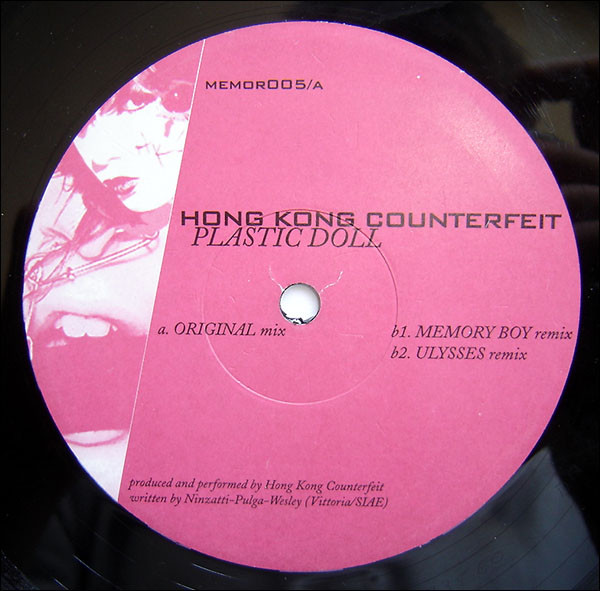 MEMOR005/A
HONG KONG COUNTERFEIT
PLASTIC DOLL
a. ORIGINAL mix
b1. MEMORY BOY remix
b2. ULYSSES remix
produced and performed by Hong Kong Counterfeit
written by Ninzatti-Pulga-Wesley (Vittoria/SIAE)